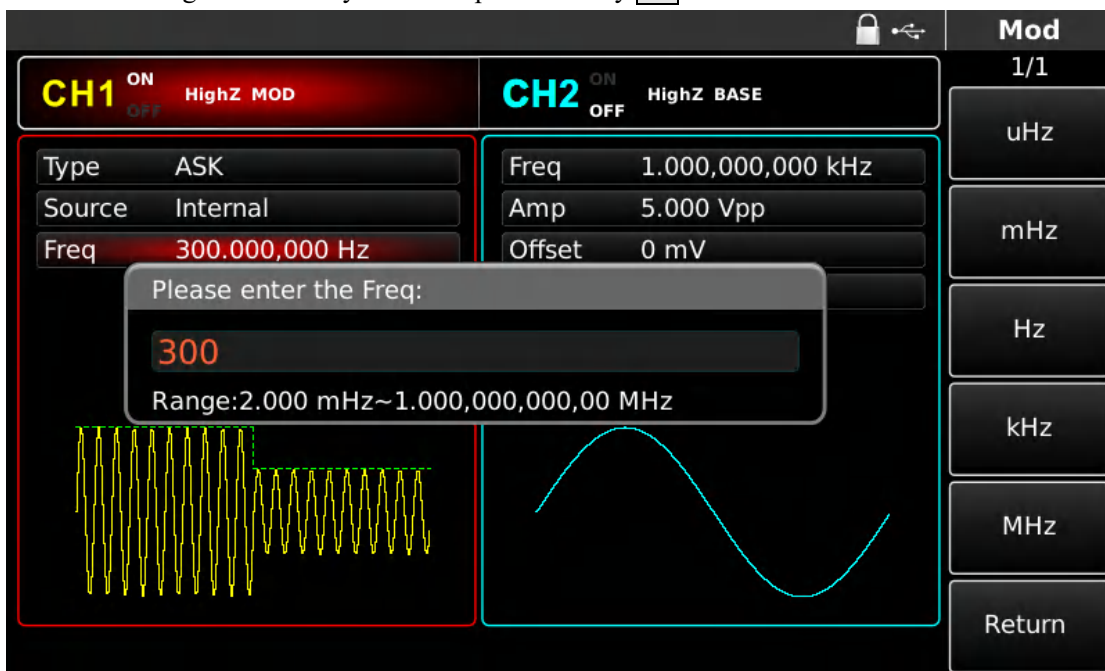 Mod
1/1
CH1 ON OFF HighZ MOD
CH2 ON OFF HighZ BASE
uHz
Type ASK
Freq 1.000,000,000 kHz
Source Internal
Amp 5.000 Vpp
mHz
Freq 300.000,000 Hz
Offset 0 mV
Please enter the Freq:
300
Range:2.000 mHz~1.000,000,000,00 MHz
Hz
kHz
MHz
Return